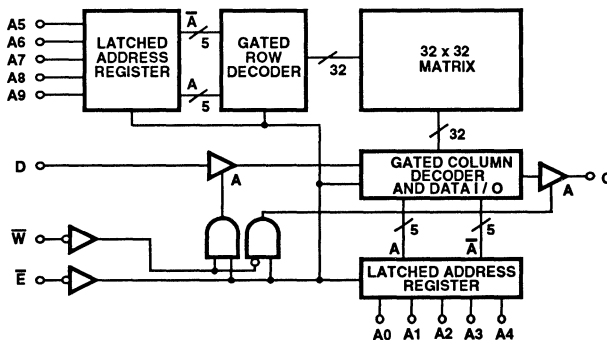 A5
A6
A7
A8
A9
LATCHED
ADDRESS
REGISTER
A̅
5
A
5
GATED
ROW
DECODER
32
32 x 32
MATRIX
32
D
A
GATED COLUMN
DECODER
AND DATA I / O
A
Q
W̅
E̅
5
A
5
A̅
LATCHED ADDRESS
REGISTER
A0 A1 A2 A3 A4